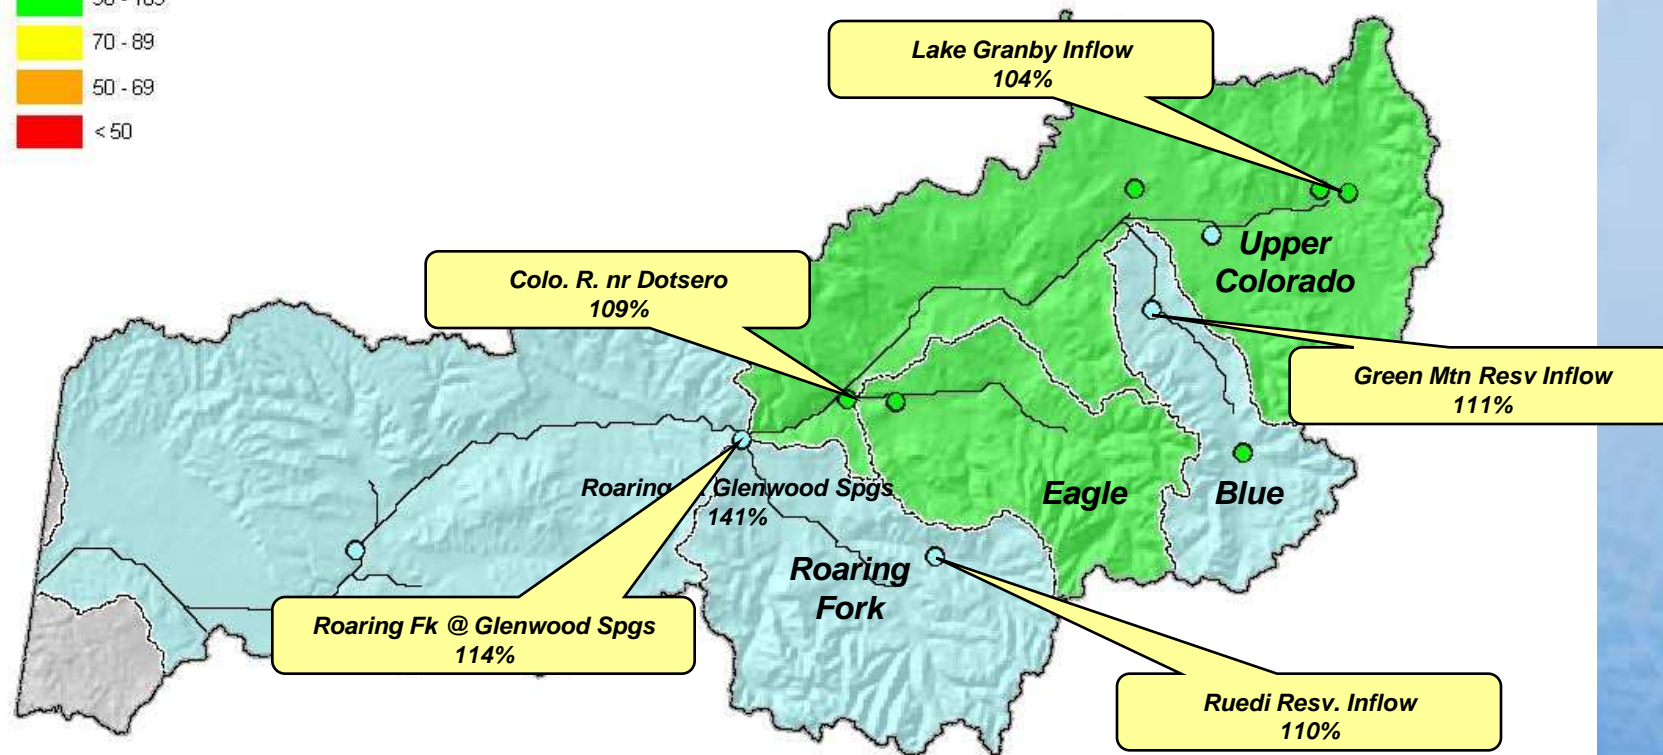 70 - 89
50 - 69
< 50
Lake Granby Inflow
104%
Upper
Colorado
Colo. R. nr Dotsero
109%
Green Mtn Resv Inflow
111%
Roaring Glenwood Spgs
141%
Eagle
Blue
Roaring
Fork
Roaring Fk @ Glenwood Spgs
114%
Ruedi Resv. Inflow
110%